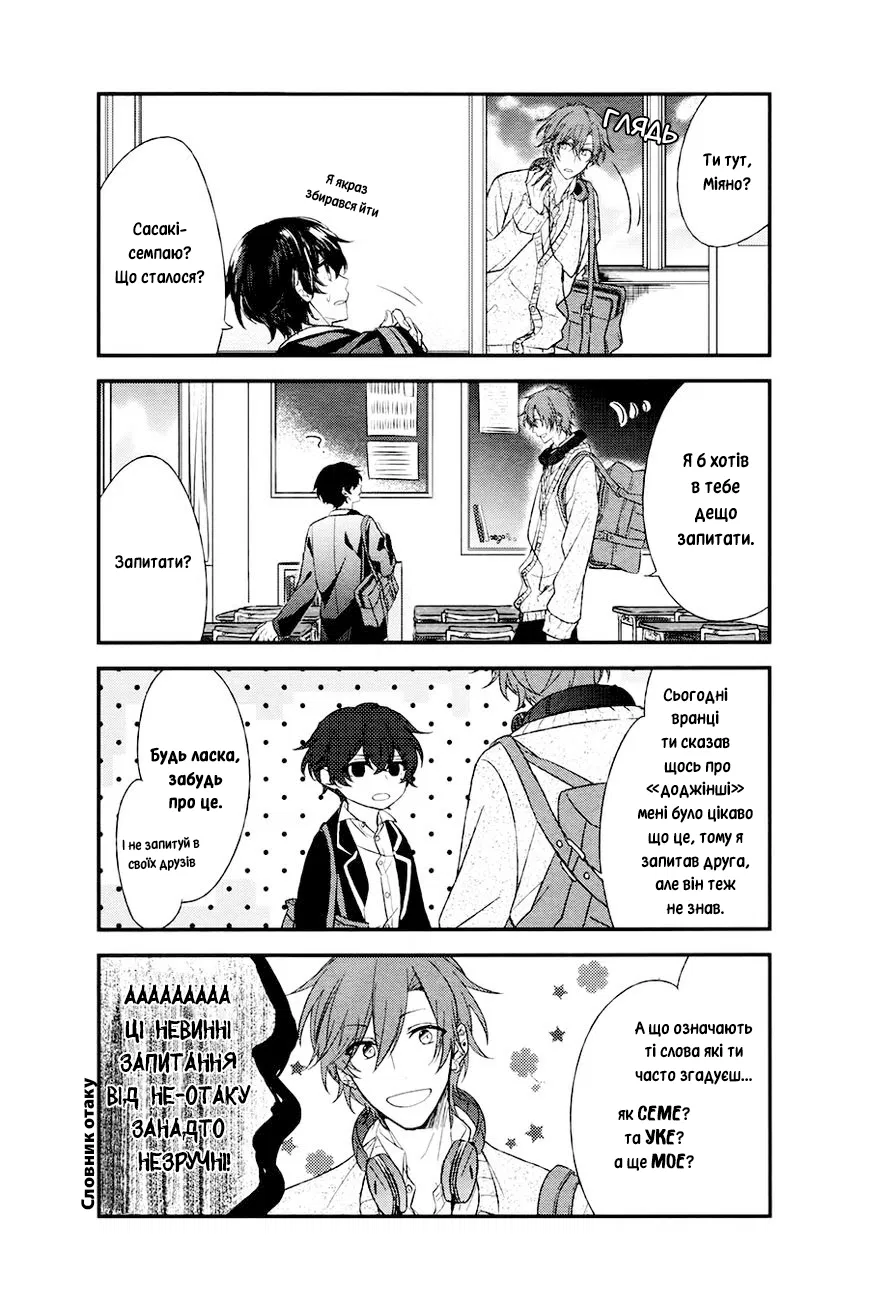 Ти тут,
Міяно?
ГЛЯДЬ
Я якраз
збирався йти
Сасакі-
семпаю?
Що сталося?
Я б хотів
в тебе
дещо
запитати.
?
Запитати?
Сьогодні
вранці
ти сказав
щось про
«доджінші»
мені було цікаво
що це, тому я
запитав друга,
але він теж
не знав.
Будь ласка,
забудь
про це.
І не запитуй в
своїх друзів
А що означають
ті слова які ти
часто згадуєш...
як СЕМЕ?
та УКЕ?
а ще МОЕ?
ААААААААА
ЦІ НЕВИННІ
ЗАПИТАННЯ
ВІД НЕ-ОТАКУ
ЗАНАДТО
НЕЗРУЧНІ!
Словник отаку